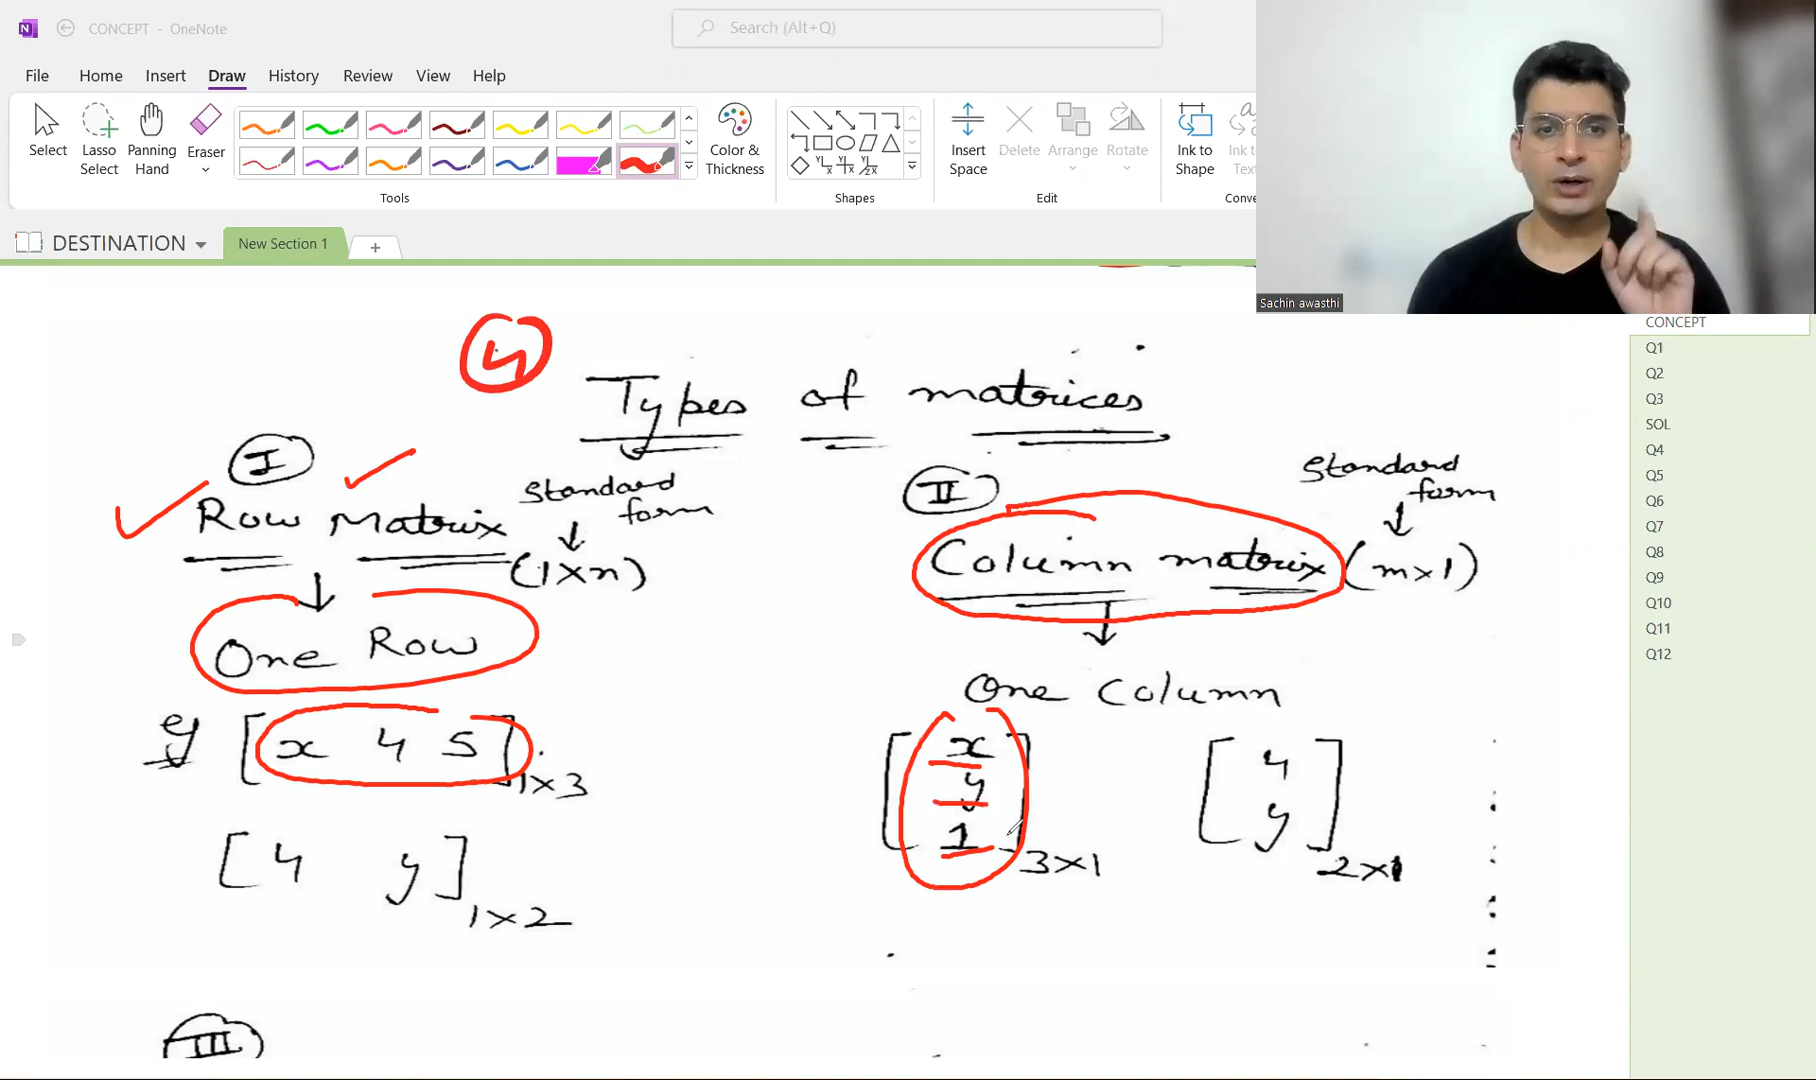 CONCEPT - OneNote
Search (Alt+Q)
File Home Insert Draw History Review View Help
Select
Lasso Select
Panning Hand
Eraser
Color & Thickness
Insert Space
Delete
Arrange
Rotate
Ink to Shape
Ink to Tex
Tools
Shapes
Edit
Conve
DESTINATION
New Section 1
+
Sachin awasthi
CONCEPT
Q1
Q2
Q3
SOL
Q4
Q5
Q6
Q7
Q8
Q9
Q10
Q11
Q12
4
Types of matrices
I
Row Matrix
Standard form
(1×n)
One Row
eg [x 4 5] 1×3
[4 y] 1×2
II
Column matrix (m×1)
Standard form
One Column
[x
y
1] 3×1
[4
y] 2×1
III